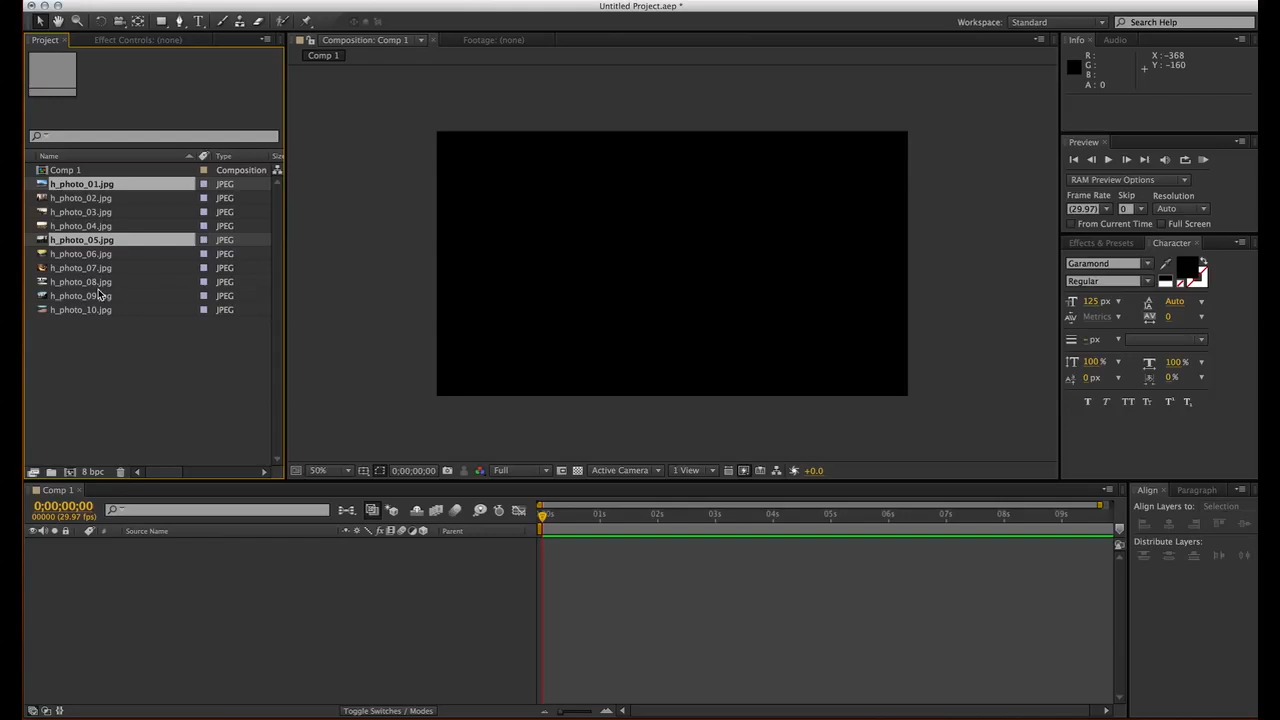 Untitled Project.aep *
Workspace: Standard Search Help
Project Effect Controls: (none)
Composition: Comp 1 Footage: (none)
Comp 1
Name Type Size
Comp 1 Composition
h_photo_01.jpg JPEG
h_photo_02.jpg JPEG
h_photo_03.jpg JPEG
h_photo_04.jpg JPEG
h_photo_05.jpg JPEG
h_photo_06.jpg JPEG
h_photo_07.jpg JPEG
h_photo_08.jpg JPEG
h_photo_09.jpg JPEG
h_photo_10.jpg JPEG
8 bpc
50% 0;00;00;00 Full Active Camera 1 View +0.0
Info Audio
R : X : -368
G : Y : -160
B :
A : 0
Preview
RAM Preview Options
Frame Rate Skip Resolution
(29.97) 0 Auto
From Current Time Full Screen
Effects & Presets Character
Garamond
Regular
125 px Auto
Metrics 0
- px
100 % 100 %
0 px 0 %
T T TT Tr T¹ T₁
Comp 1
0;00;00;00
00000 (29.97 fps)
# Source Name Parent
0s 01s 02s 03s 04s 05s 06s 07s 08s 09s
Toggle Switches / Modes
Align Paragraph
Align Layers to: Selection
Distribute Layers: